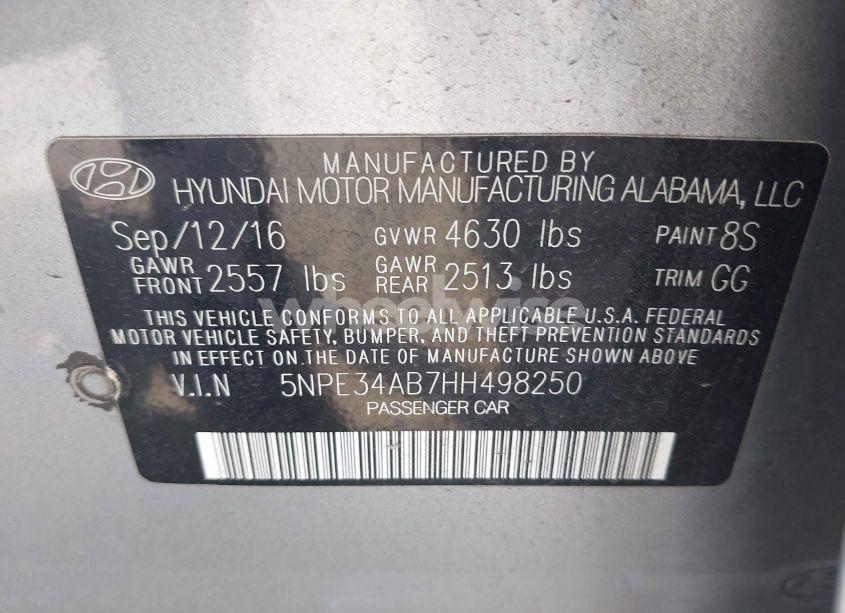 MANUFACTURED BY
HYUNDAI MOTOR MANUFACTURING ALABAMA, LLC
Sep/12/16 GVWR 4630 lbs PAINT 8S
GAWR FRONT 2557 lbs GAWR REAR 2513 lbs TRIM GG
THIS VEHICLE CONFORMS TO ALL APPLICABLE U.S.A. FEDERAL
MOTOR VEHICLE SAFETY, BUMPER, AND THEFT PREVENTION STANDARDS
IN EFFECT ON THE DATE OF MANUFACTURE SHOWN ABOVE
V.I.N 5NPE34AB7HH498250
PASSENGER CAR